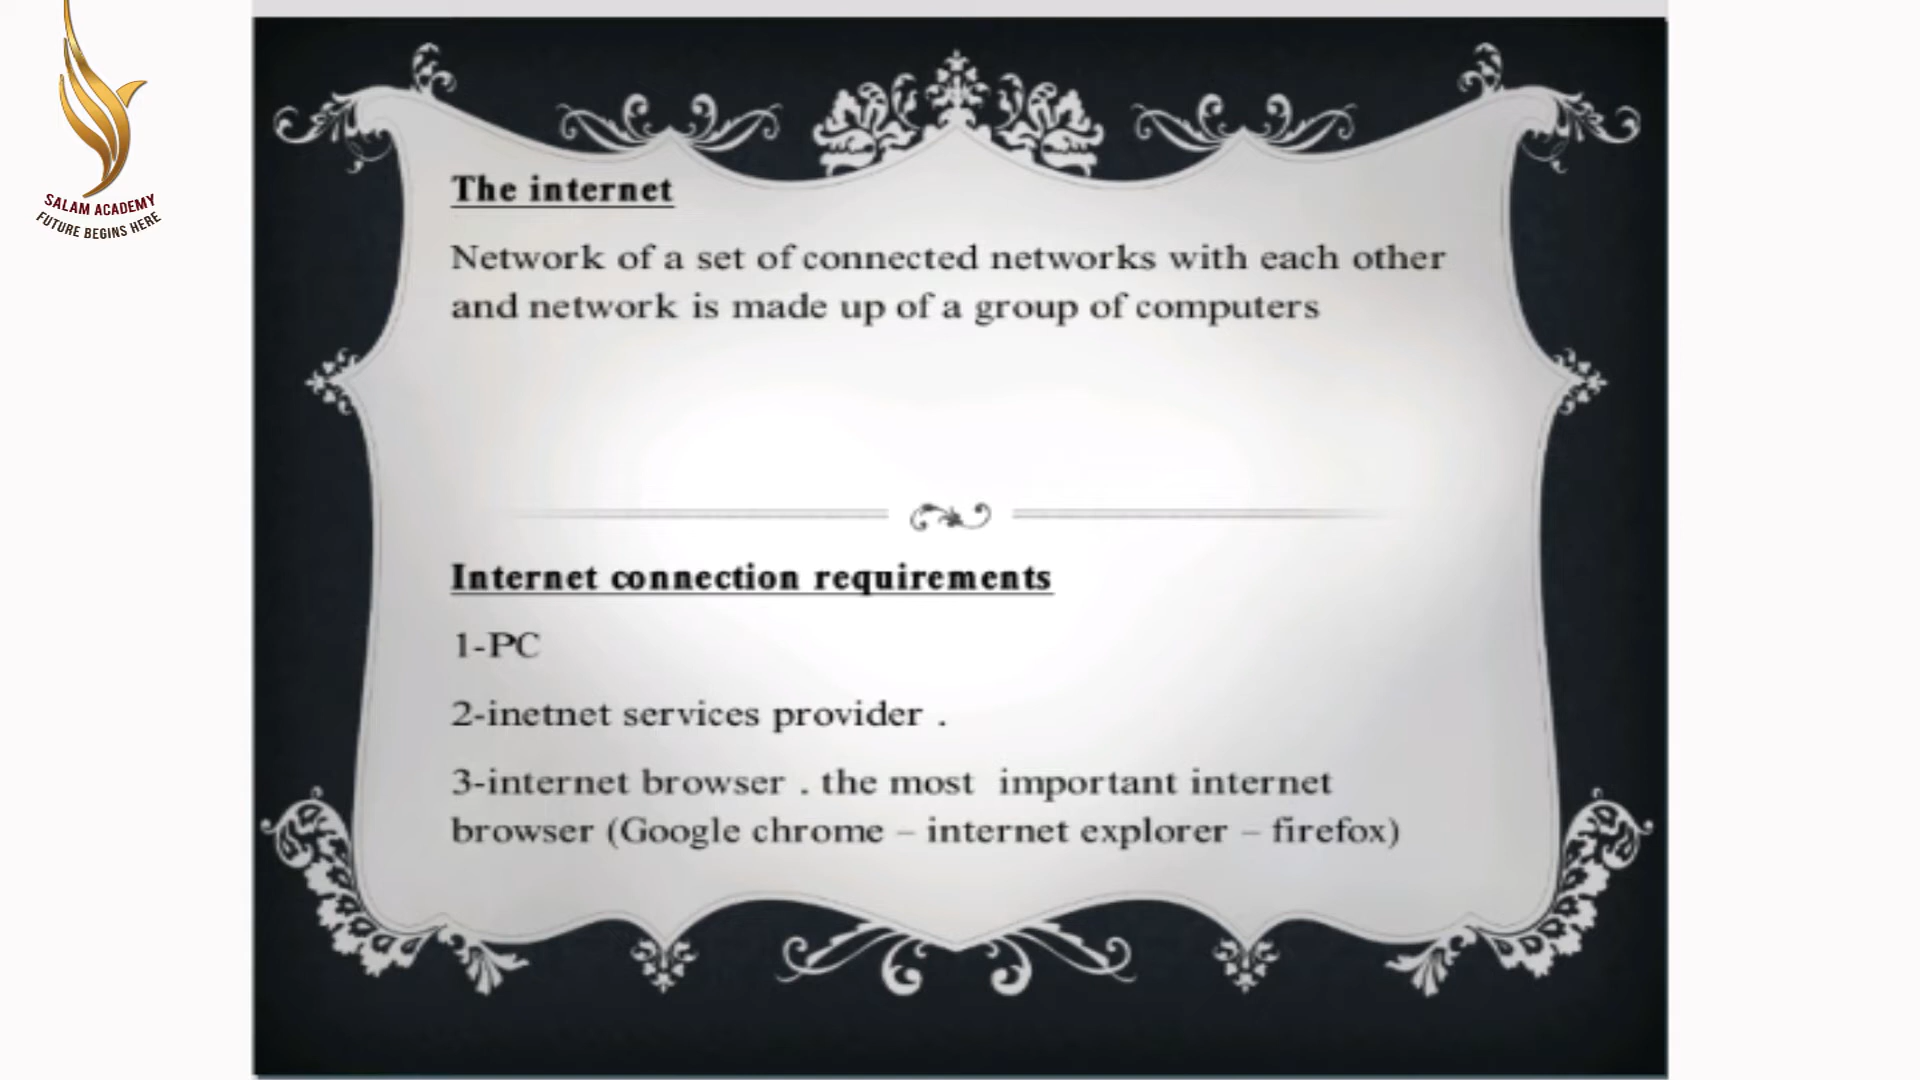 SALAM ACADEMY
FUTURE BEGINS HERE
The internet
Network of a set of connected networks with each other
and network is made up of a group of computers
Internet connection requirements
1-PC
2-inetnet services provider .
3-internet browser . the most important internet
browser (Google chrome – internet explorer – firefox)